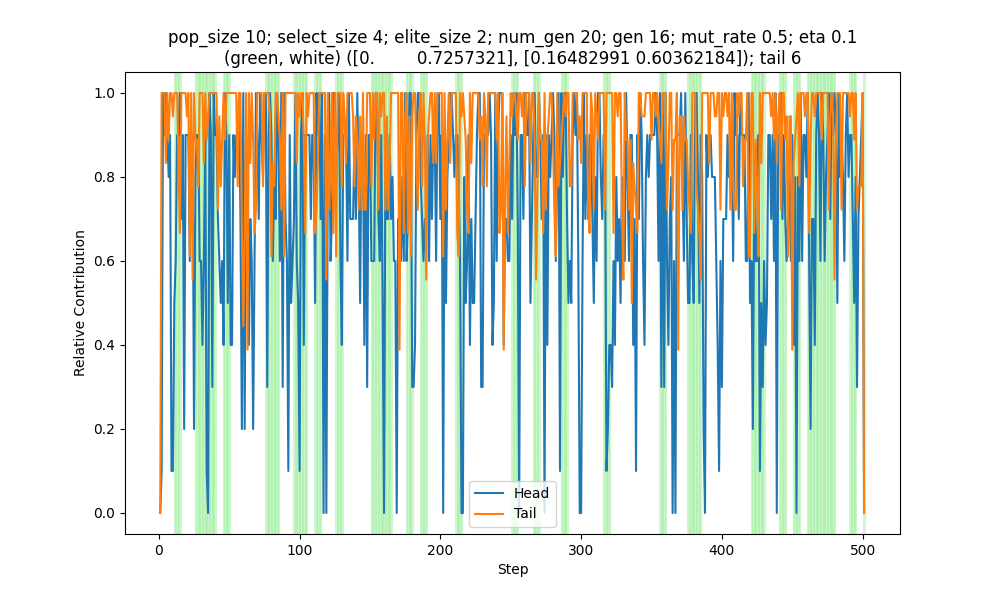 pop_size 10; select_size 4; elite_size 2; num_gen 20; gen 16; mut_rate 0.5; eta 0.1
(green, white) ([0.        0.7257321], [0.16482991 0.60362184]); tail 6
1.0
0.8
0.6
0.4
0.2
0.0
Relative Contribution
Head
Tail
0
100
200
300
400
500
Step